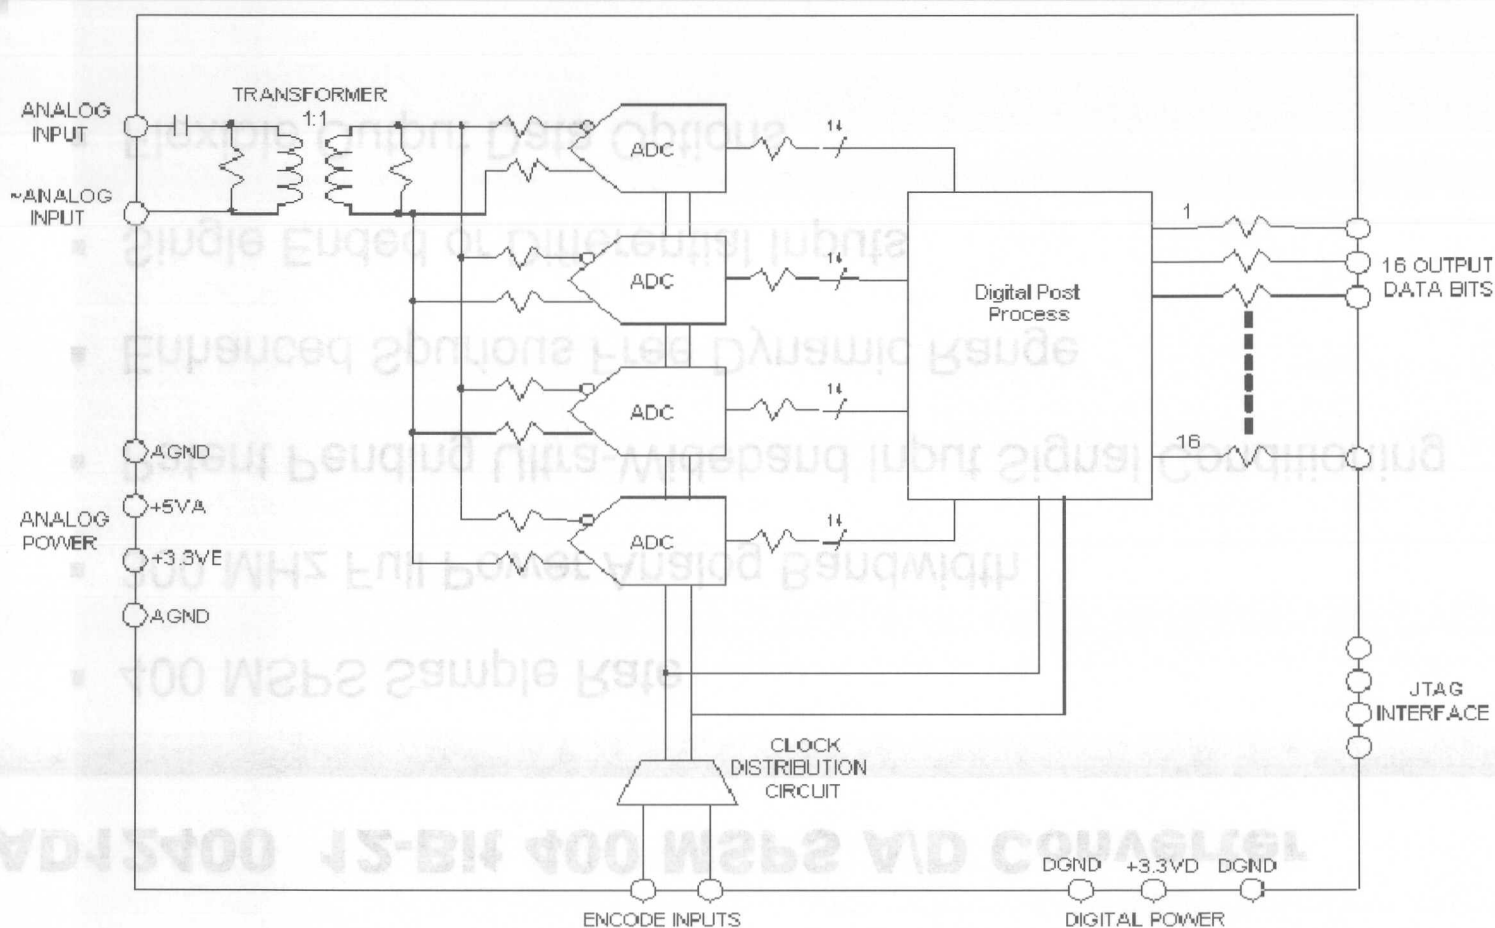 TRANSFORMER
1:1
ANALOG
INPUT
~ANALOG
INPUT
ADC
14
ADC
14
ADC
14
ADC
14
Digital Post
Process
1
16 OUTPUT
DATA BITS
16
AGND
ANALOG
POWER
+5VA
+3.3VE
AGND
JTAG
INTERFACE
CLOCK
DISTRIBUTION
CIRCUIT
ENCODE INPUTS
DGND
+3.3VD
DGND
DIGITAL POWER
Flexible Output Data Options
Single Ended or Differential Inputs
Enhanced Spurious Free Dynamic Range
Patent Pending Ultra-Wideband Input Signal Conditioning
MHz Full Power Analog Bandwidth
400 MSPS Sample Rate
AD12400 12-Bit 400 MSPS A/D Converter